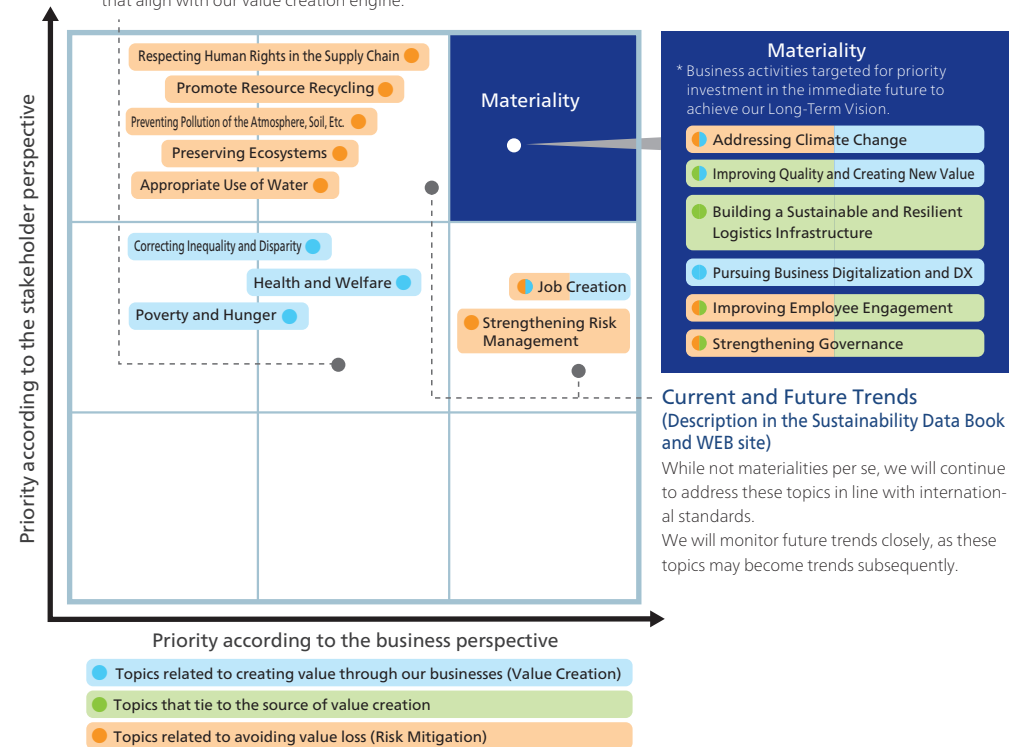 that align with our value creation engine.
Priority according to the stakeholder perspective
Respecting Human Rights in the Supply Chain
Promote Resource Recycling
Preventing Pollution of the Atmosphere, Soil, Etc.
Preserving Ecosystems
Appropriate Use of Water
Correcting Inequality and Disparity
Health and Welfare
Poverty and Hunger
Materiality
Job Creation
Strengthening Risk
Management
Materiality
* Business activities targeted for priority
investment in the immediate future to
achieve our Long-Term Vision.
Addressing Climate Change
Improving Quality and Creating New Value
Building a Sustainable and Resilient
Logistics Infrastructure
Pursuing Business Digitalization and DX
Improving Employee Engagement
Strengthening Governance
Current and Future Trends
(Description in the Sustainability Data Book
and WEB site)
While not materialities per se, we will continue
to address these topics in line with internation-
al standards.
We will monitor future trends closely, as these
topics may become trends subsequently.
Priority according to the business perspective
Topics related to creating value through our businesses (Value Creation)
Topics that tie to the source of value creation
Topics related to avoiding value loss (Risk Mitigation)